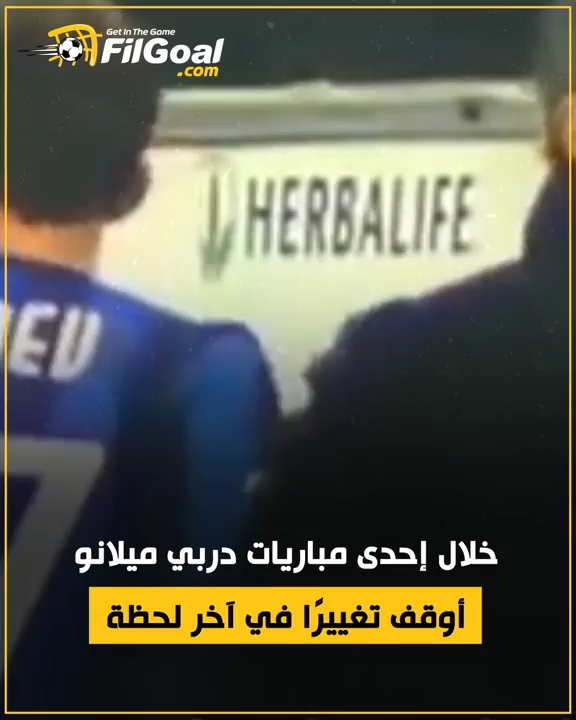 Get In The Game
FilGoal
.com
HERBALIFE
EU
7
خلال إحدى مباريات دربي ميلانو
أوقف تغييرًا في آخر لحظة